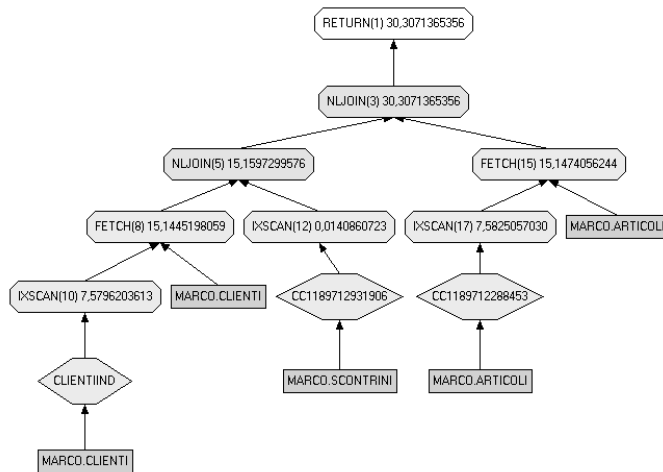 RETURN(1) 30,3071365356
NLJOIN(3) 30,3071365356
NLJOIN(5) 15,1597299576
FETCH(15) 15,1474056244
FETCH(8) 15,1445198059
IXSCAN(12) 0,0140860723
IXSCAN(17) 7,5825057030
MARCO.ARTICOLI
IXSCAN(10) 7,5796203613
MARCO.CLIENTI
CC1189712931906
CC1189712288453
CLIENTIIND
MARCO.SCONTRINI
MARCO.ARTICOLI
MARCO.CLIENTI